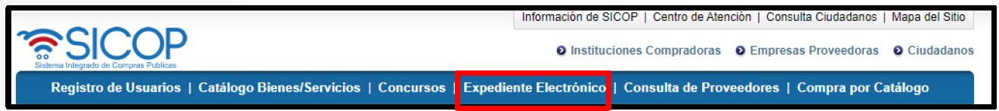 Información de SICOP | Centro de Atención | Consulta Ciudadanos | Mapa del Sitio
SICOP
Sistema Integrado de Compras Publicas
Instituciones Compradoras Empresas Proveedoras Ciudadanos
Registro de Usuarios | Catálogo Bienes/Servicios | Concursos | Expediente Electrónico | Consulta de Proveedores | Compra por Catálogo